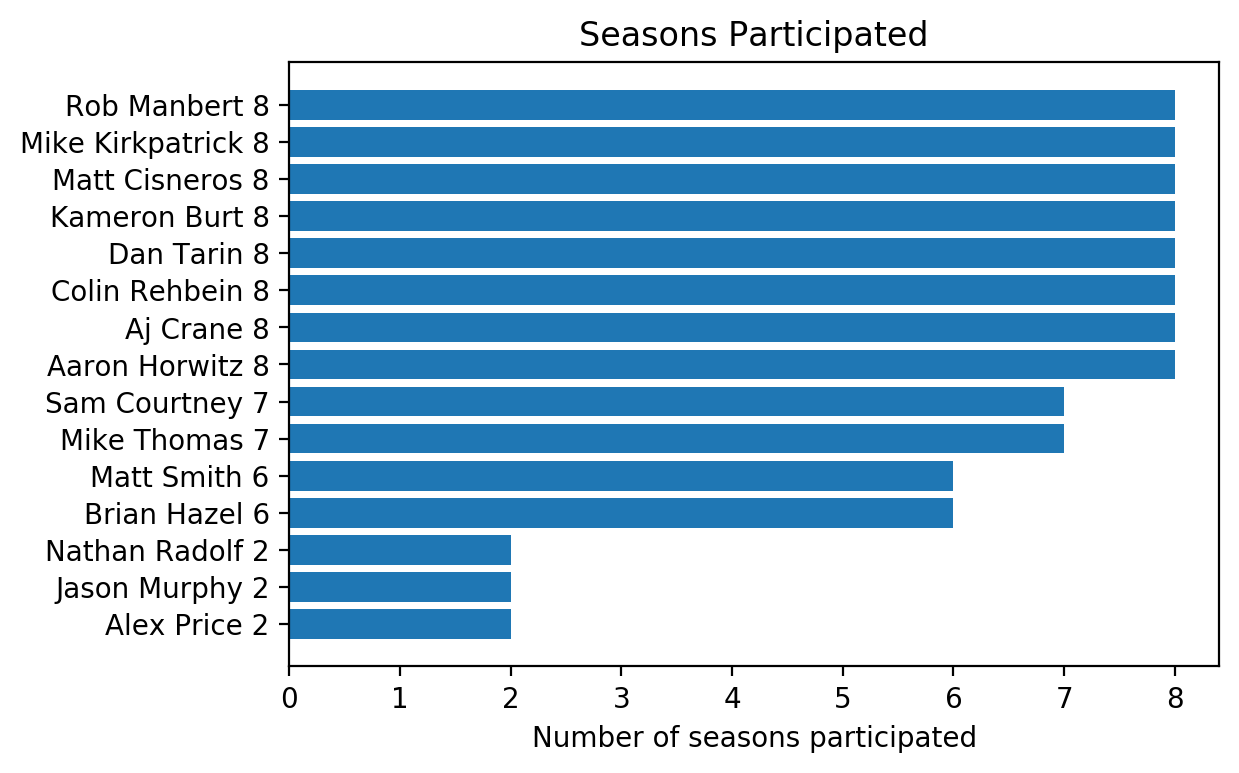 Seasons Participated
Rob Manbert 8
Mike Kirkpatrick 8
Matt Cisneros 8
Kameron Burt 8
Dan Tarin 8
Colin Rehbein 8
Aj Crane 8
Aaron Horwitz 8
Sam Courtney 7
Mike Thomas 7
Matt Smith 6
Brian Hazel 6
Nathan Radolf 2
Jason Murphy 2
Alex Price 2
0 1 2 3 4 5 6 7 8
Number of seasons participated